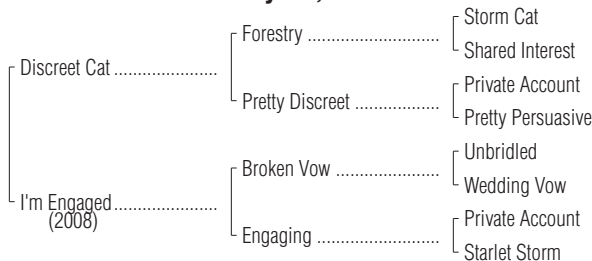 Storm Cat
Forestry ..............................
Shared Interest
Discreet Cat .......................
Private Account
Pretty Discreet ...................
Pretty Persuasive
Unbridled
Broken Vow .......................
Wedding Vow
I'm Engaged .......................
(2008)
Private Account
Engaging ...........................
Starlet Storm